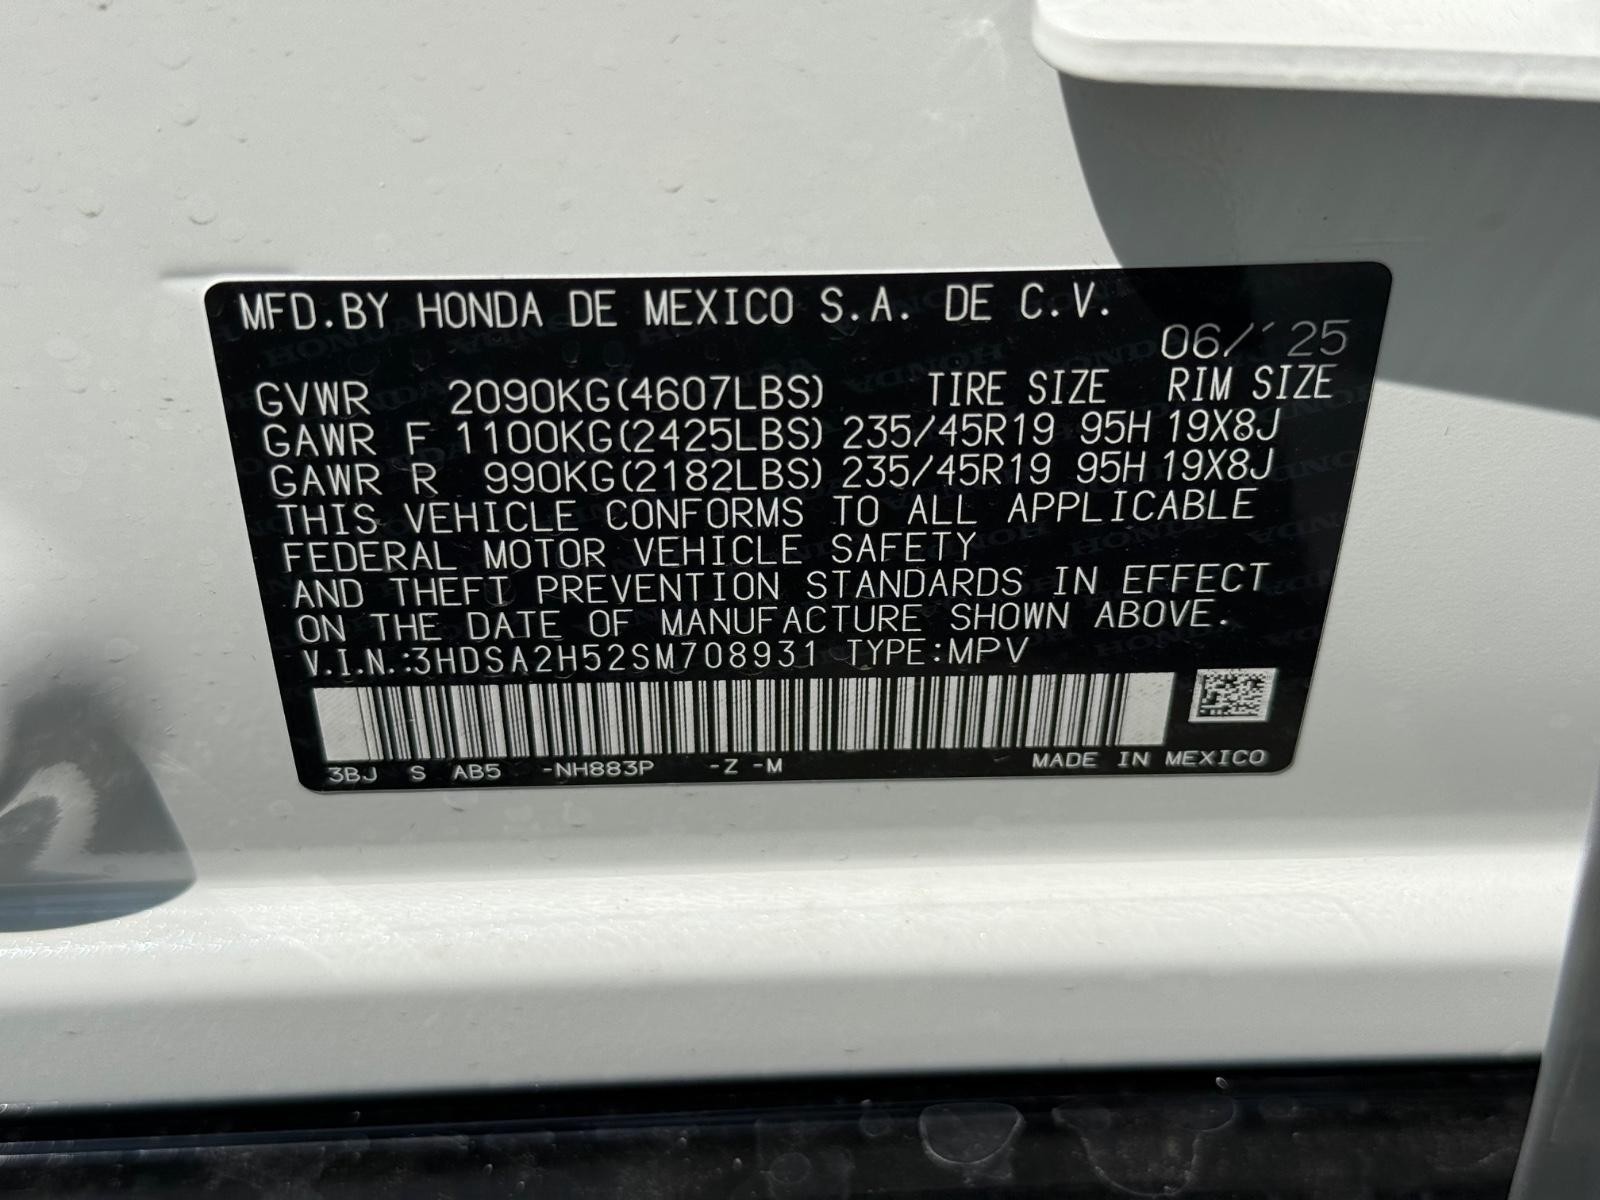 MFD.BY HONDA DE MEXICO S.A. DE C.V.
06/'25
GVWR 2090KG(4607LBS) TIRE SIZE RIM SIZE
GAWR F 1100KG(2425LBS) 235/45R19 95H 19X8J
GAWR R 990KG(2182LBS) 235/45R19 95H 19X8J
THIS VEHICLE CONFORMS TO ALL APPLICABLE
FEDERAL MOTOR VEHICLE SAFETY
AND THEFT PREVENTION STANDARDS IN EFFECT
ON THE DATE OF MANUFACTURE SHOWN ABOVE.
V.I.N.:3HDSA2H52SM708931 TYPE:MPV
3BJ S AB5 -NH883P -Z -M MADE IN MEXICO